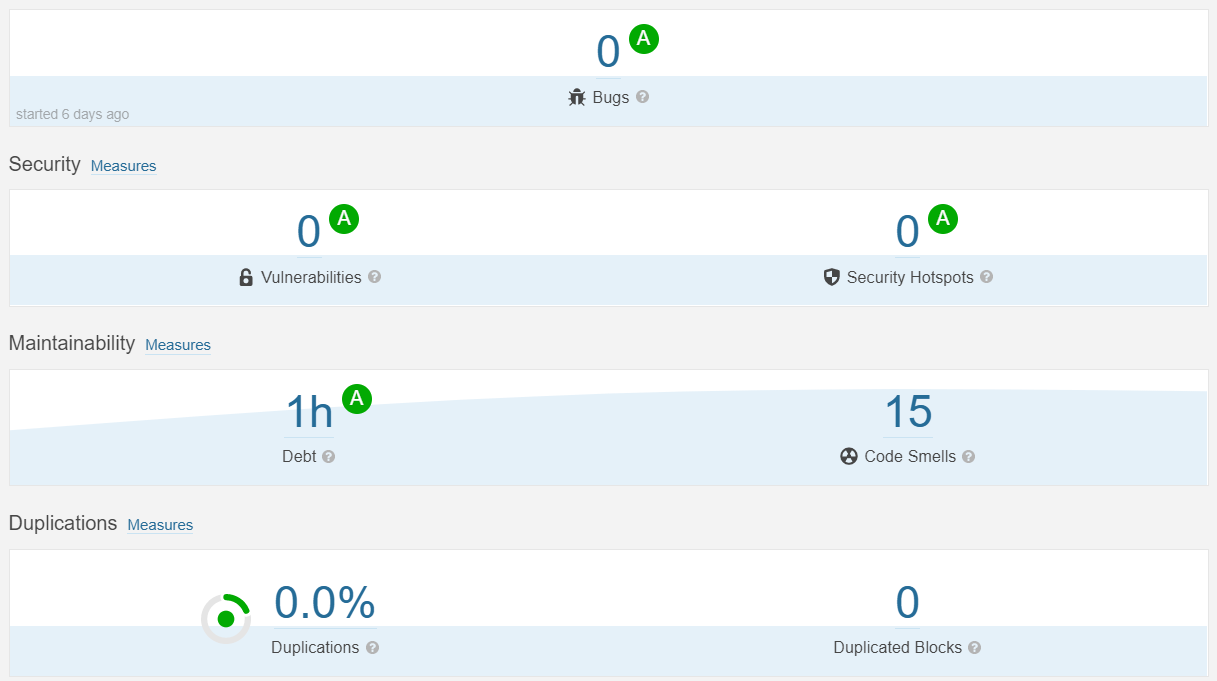 0 A
Bugs ?
started 6 days ago
Security Measures
0 A
Vulnerabilities ?
0 A
Security Hotspots ?
Maintainability Measures
1h A
Debt ?
15
Code Smells ?
Duplications Measures
0.0%
Duplications ?
0
Duplicated Blocks ?